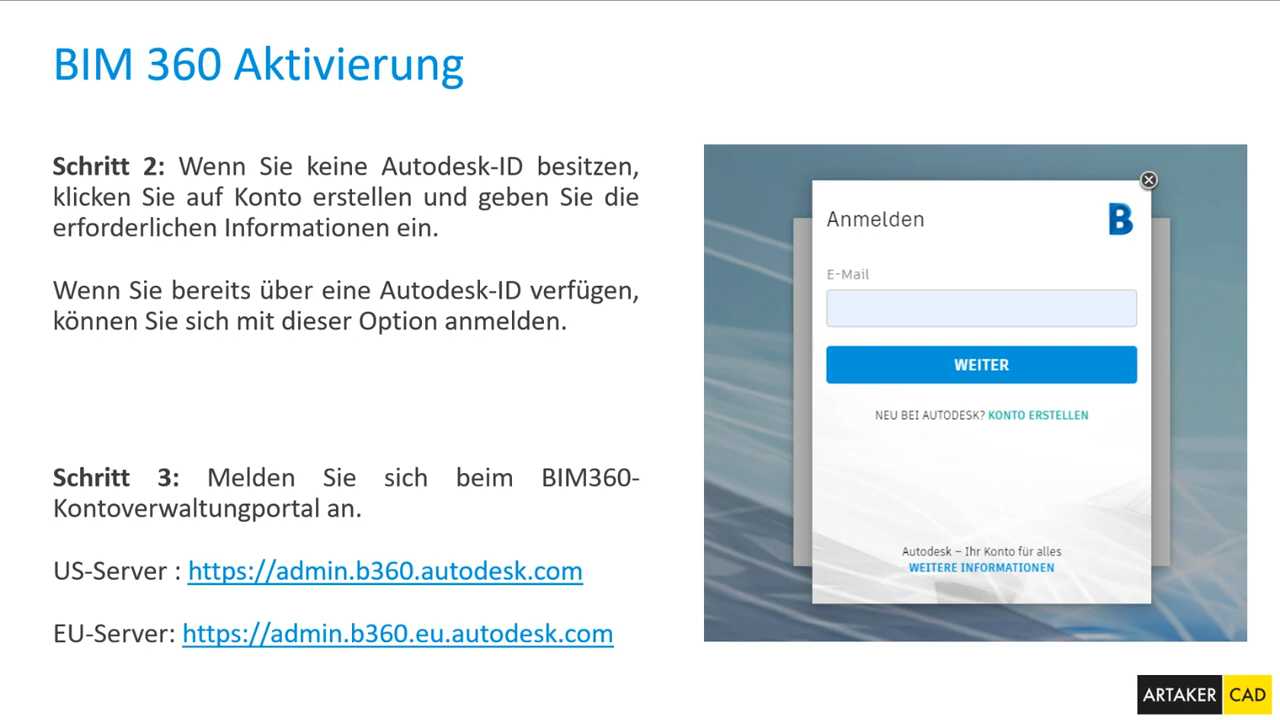 BIM 360 Aktivierung
Schritt 2: Wenn Sie keine Autodesk-ID besitzen,
klicken Sie auf Konto erstellen und geben Sie die
erforderlichen Informationen ein.
Wenn Sie bereits über eine Autodesk-ID verfügen,
können Sie sich mit dieser Option anmelden.
Schritt 3: Melden Sie sich beim BIM360-
Kontoverwaltungportal an.
US-Server : https://admin.b360.autodesk.com
EU-Server: https://admin.b360.eu.autodesk.com
Anmelden
B
E-Mail
WEITER
NEU BEI AUTODESK? KONTO ERSTELLEN
Autodesk – Ihr Konto für alles
WEITERE INFORMATIONEN
ARTAKER CAD